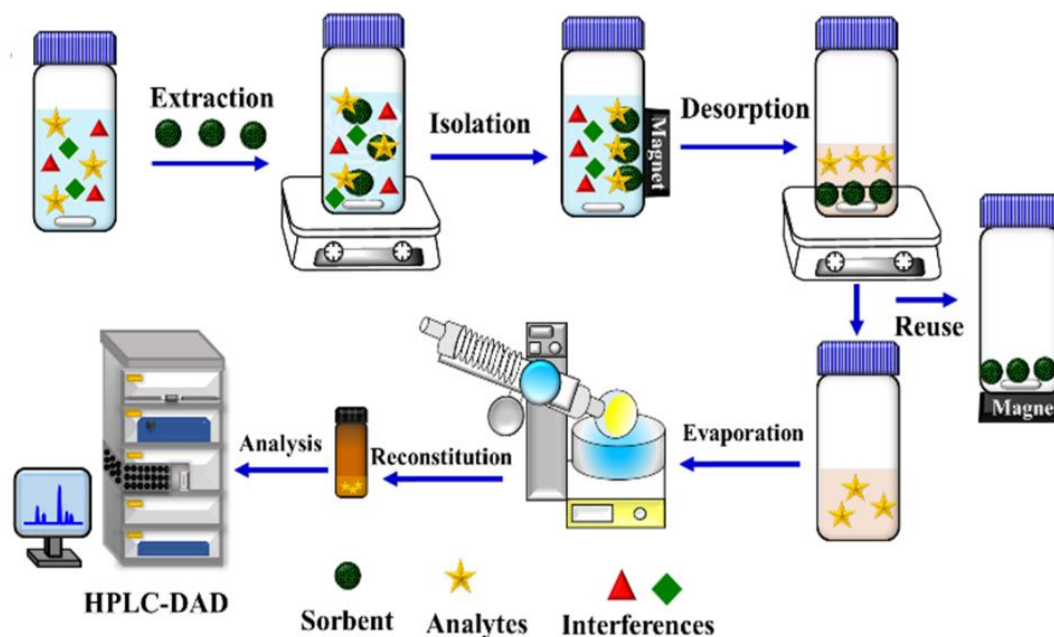 Extraction
Isolation
Magnet
Desorption
Reuse
Magne
Evaporation
Reconstitution
Analysis
HPLC-DAD
Sorbent
Analytes
Interferences